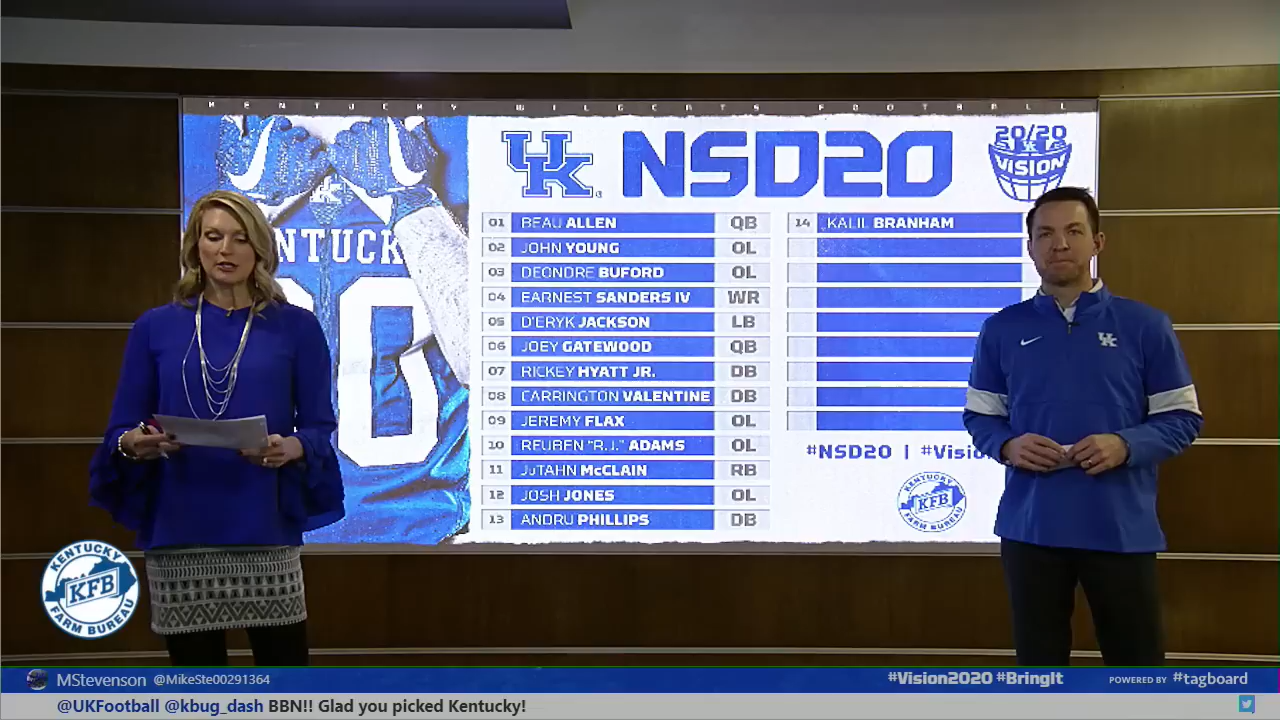 KENTUCKY WILDCATS FOOTBALL
UK NSD20
20/20
UK
VISION
01 BEAU ALLEN QB
02 JOHN YOUNG OL
03 DEONDRE BUFORD OL
04 EARNEST SANDERS IV WR
05 D'ERYK JACKSON LB
06 JOEY GATEWOOD QB
07 RICKEY HYATT JR. DB
08 CARRINGTON VALENTINE DB
09 JEREMY FLAX OL
10 REUBEN "R.J." ADAMS OL
11 JuTAHN McCLAIN RB
12 JOSH JONES OL
13 ANDRU PHILLIPS DB
14 KALIL BRANHAM
#NSD20 | #Visio
KENTUCKY
KFB
FARM BUREAU
NTUCK
UK
KENTUCKY
KFB
FARM BUREAU
MStevenson @MikeSte00291364
#Vision2020 #BringIt
POWERED BY #tagboard
@UKFootball @kbug_dash BBN!! Glad you picked Kentucky!